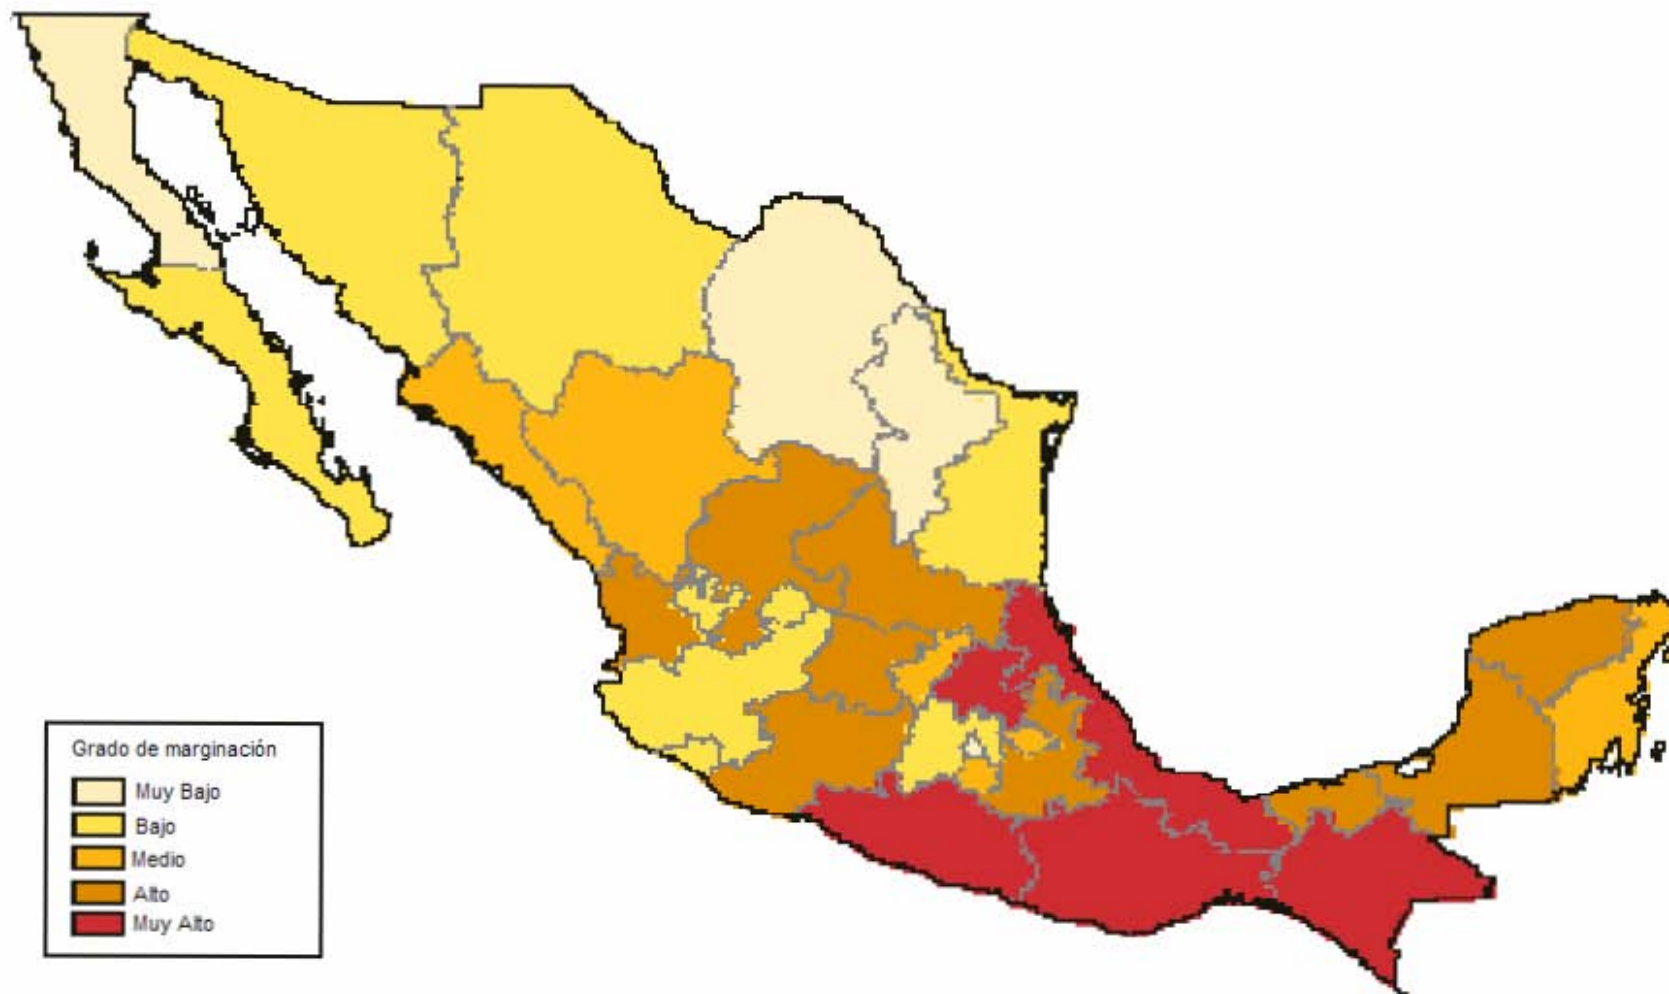 Grado de marginación
Muy Bajo
Bajo
Medio
Alto
Muy Alto